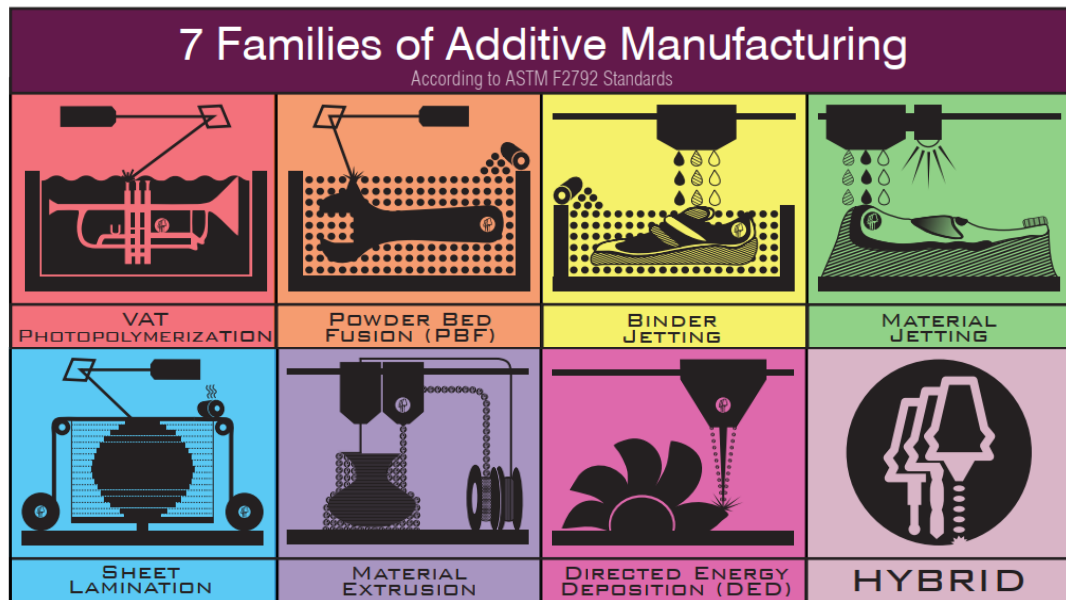 7 Families of Additive Manufacturing
According to ASTM F2792 Standards
VAT
PHOTOPOLYMERIZATION
POWDER BED
FUSION (PBF)
BINDER
JETTING
MATERIAL
JETTING
SHEET
LAMINATION
MATERIAL
EXTRUSION
DIRECTED ENERGY
DEPOSITION (DED)
HYBRID